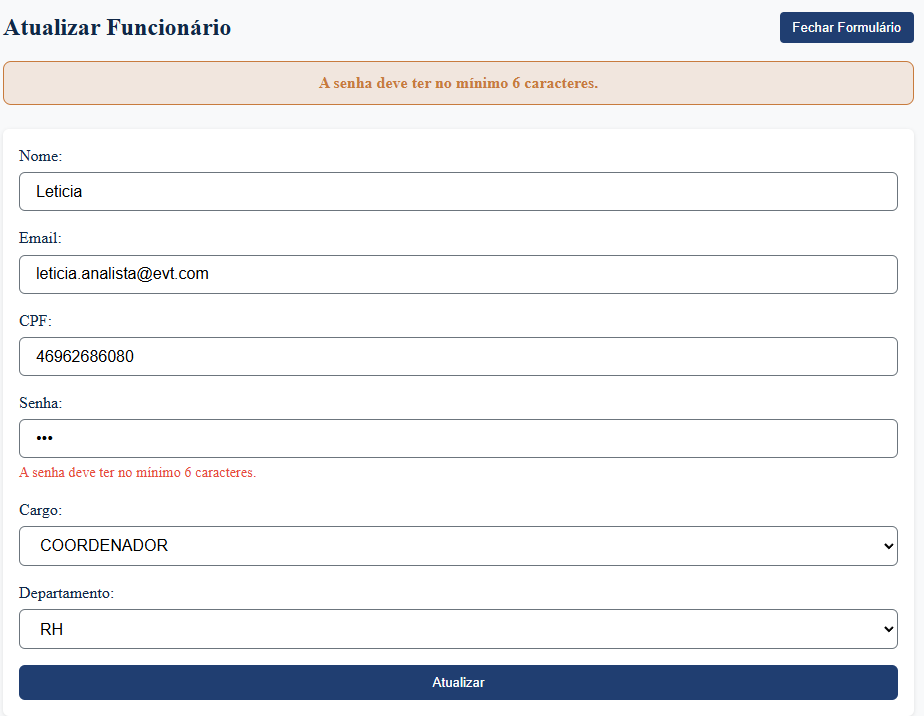 Atualizar Funcionário
Fechar Formulário
A senha deve ter no mínimo 6 caracteres.
Nome:
Leticia
Email:
leticia.analista@evt.com
CPF:
46962686080
Senha:
•••
A senha deve ter no mínimo 6 caracteres.
Cargo:
COORDENADOR
Departamento:
RH
Atualizar